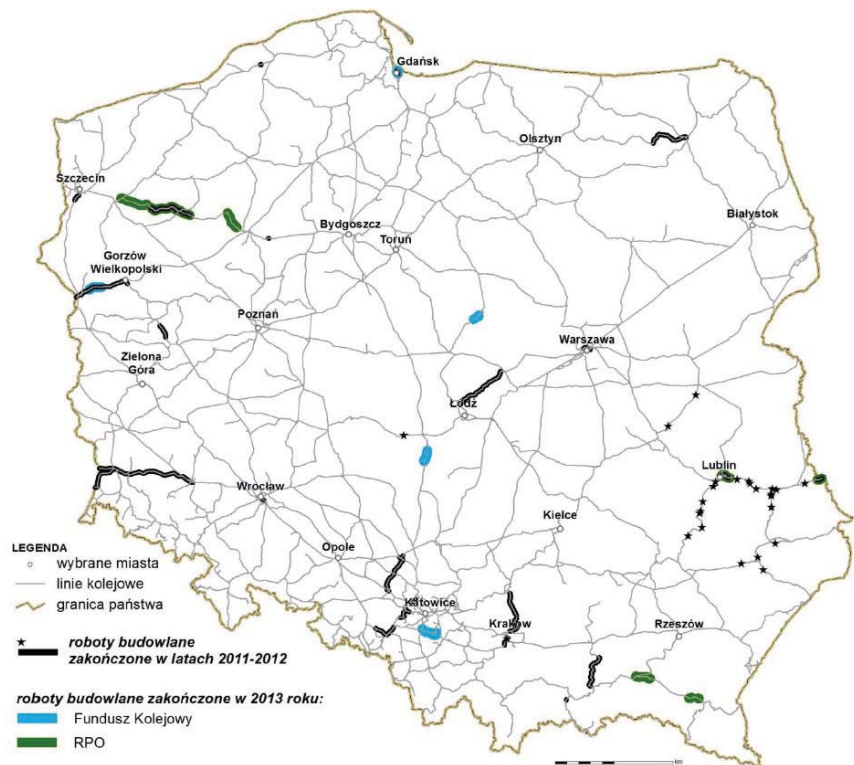 Gdańsk
Olsztyn
Szczecin
Białystok
Bydgoszcz
Toruń
Gorzów
Wielkopolski
Poznań
Warszawa
Zielona
Góra
Łódź
Lublin
Wrocław
Kielce
Opole
Katowice
Kraków
Rzeszów
LEGENDA
wybrane miasta
linie kolejowe
granica państwa
roboty budowlane
zakończone w latach 2011-2012
roboty budowlane zakończone w 2013 roku:
Fundusz Kolejowy
RPO
km